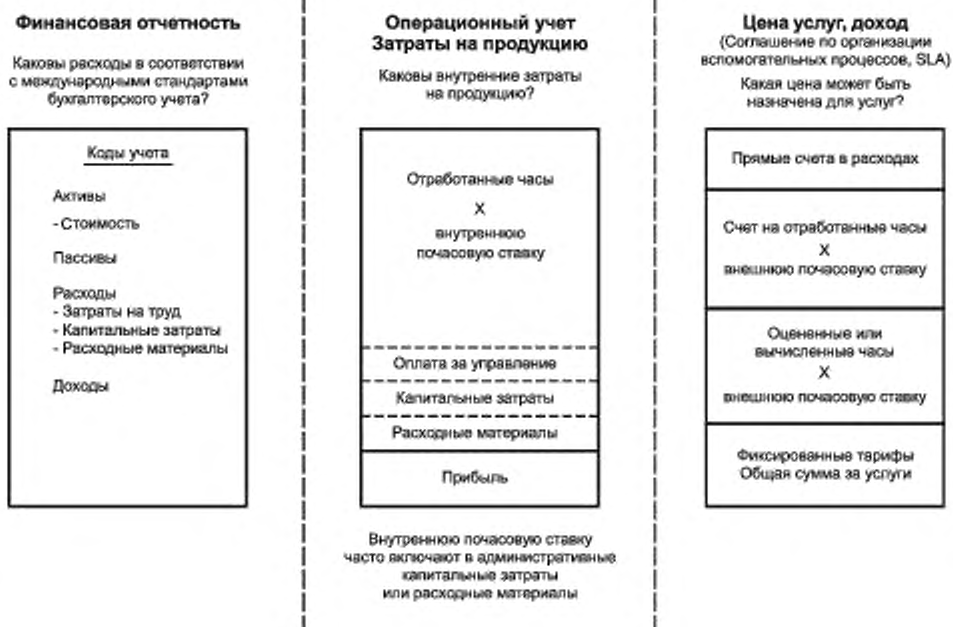 Финансовая отчетность
Каковы расходы в соответствии
с международными стандартами
бухгалтерского учета?
Коды учета
Активы
- Стоимость
Пассивы
Расходы
- Затраты на труд
- Капитальные затраты
- Расходные материалы
Доходы
Операционный учет
Затраты на продукцию
Каковы внутренние затраты
на продукцию?
Отработанные часы
X
внутреннюю
почасовую ставку
Оплата за управление
Капитальные затраты
Расходные материалы
Прибыль
Внутреннюю почасовую ставку
часто включают в административные
капитальные затраты
или расходные материалы
Цена услуг, доход
(Соглашение по организации
вспомогательных процессов, SLA)
Какая цена может быть
назначена для услуг?
Прямые счета в расходах
Счет на отработанные часы
X
внешнюю почасовую ставку
Оцененные или
вычисленные часы
X
внешнюю почасовую ставку
Фиксированные тарифы
Общая сумма за услуги